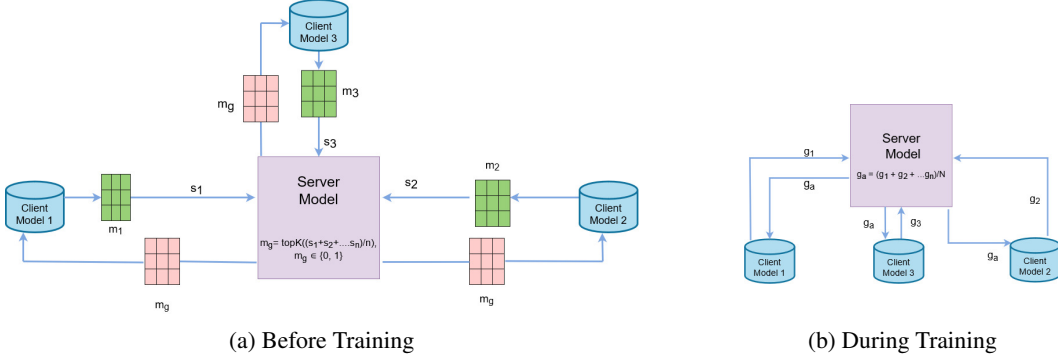 Client
Model 3
m_g
m_3
s_3
Client
Model 1
m_1
s_1
Server
Model
m_g = topK((s_1+s_2+....s_n)/n),
m_g ∈ {0, 1}
s_2
m_2
Client
Model 2
m_g
m_g
(a) Before Training
g_1
g_a
Server
Model
g_a = (g_1 + g_2 + ...g_n)/N
g_2
g_a
g_3
g_a
Client
Model 1
Client
Model 3
Client
Model 2
(b) During Training